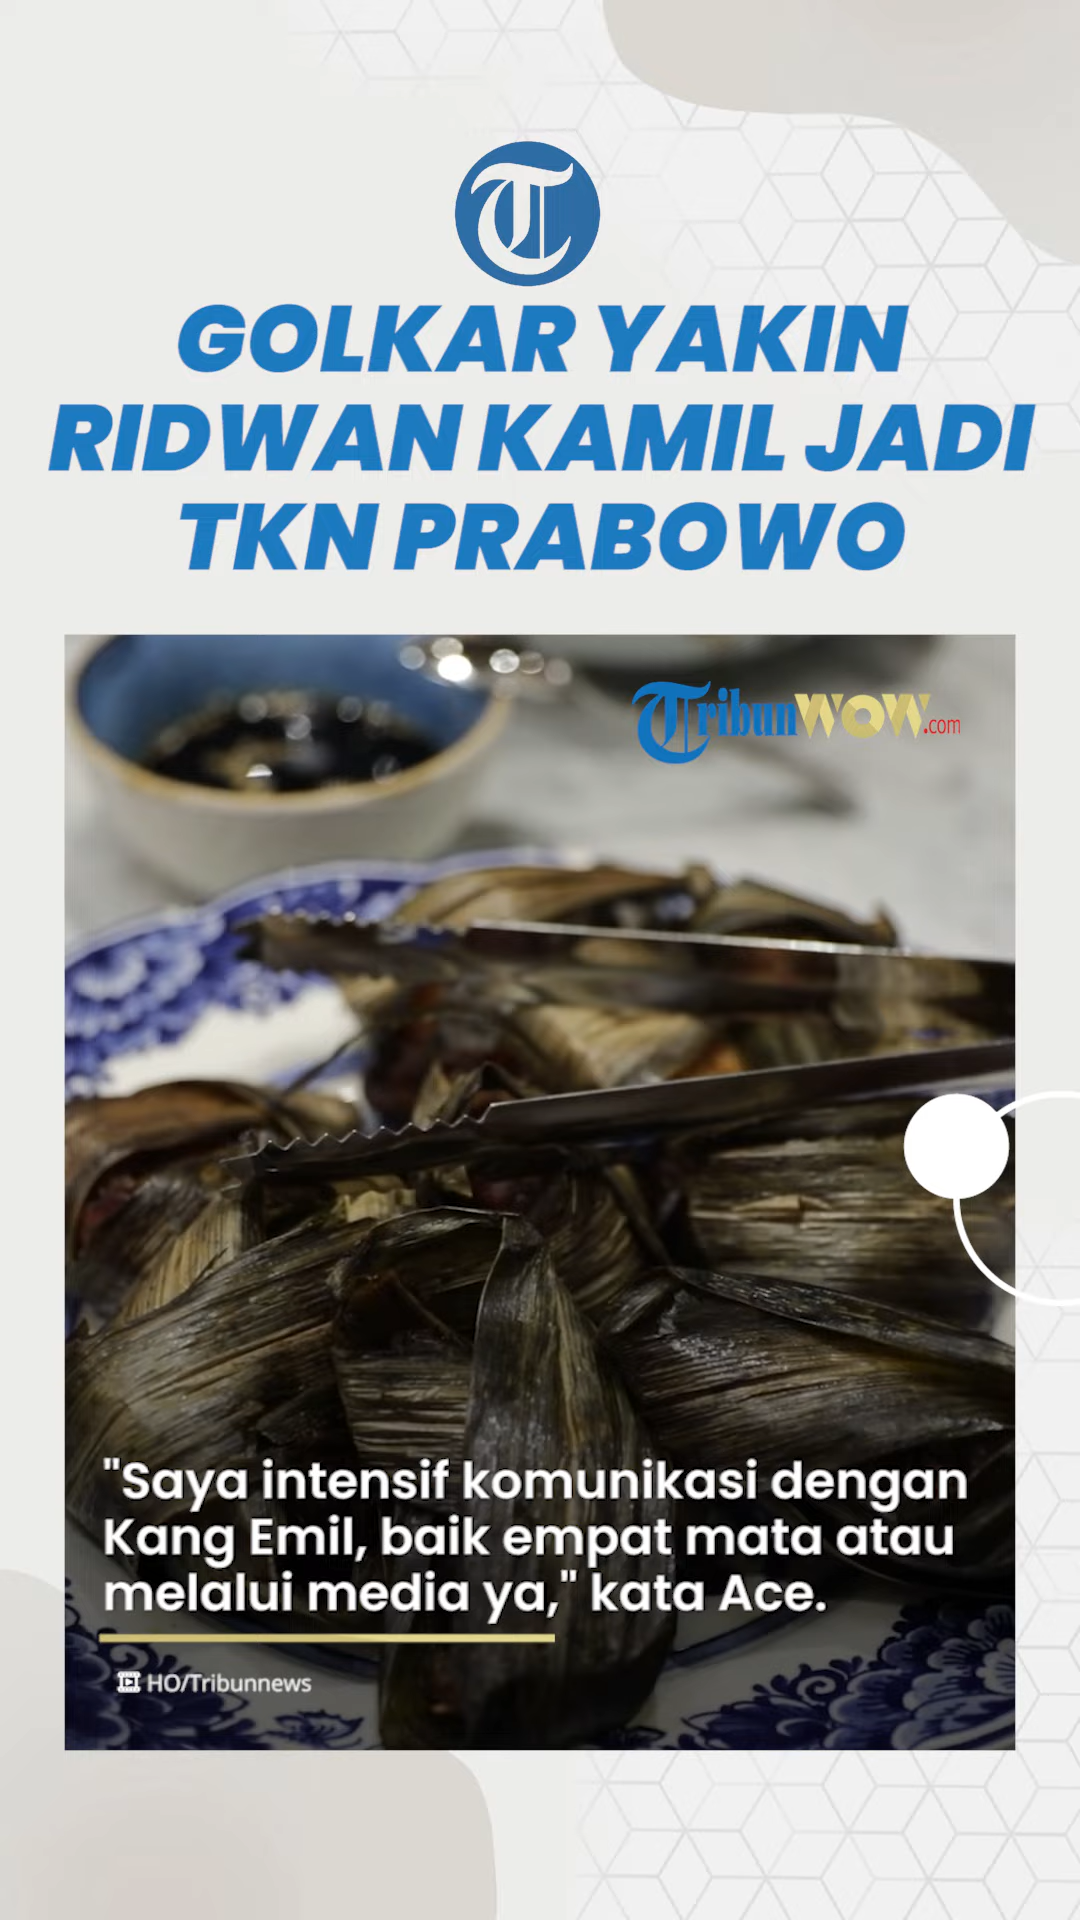 T
GOLKAR YAKIN
RIDWAN KAMIL JADI
TKN PRABOWO
TribunWOW.com
"Saya intensif komunikasi dengan
Kang Emil, baik empat mata atau
melalui media ya," kata Ace.
HO/Tribunnews